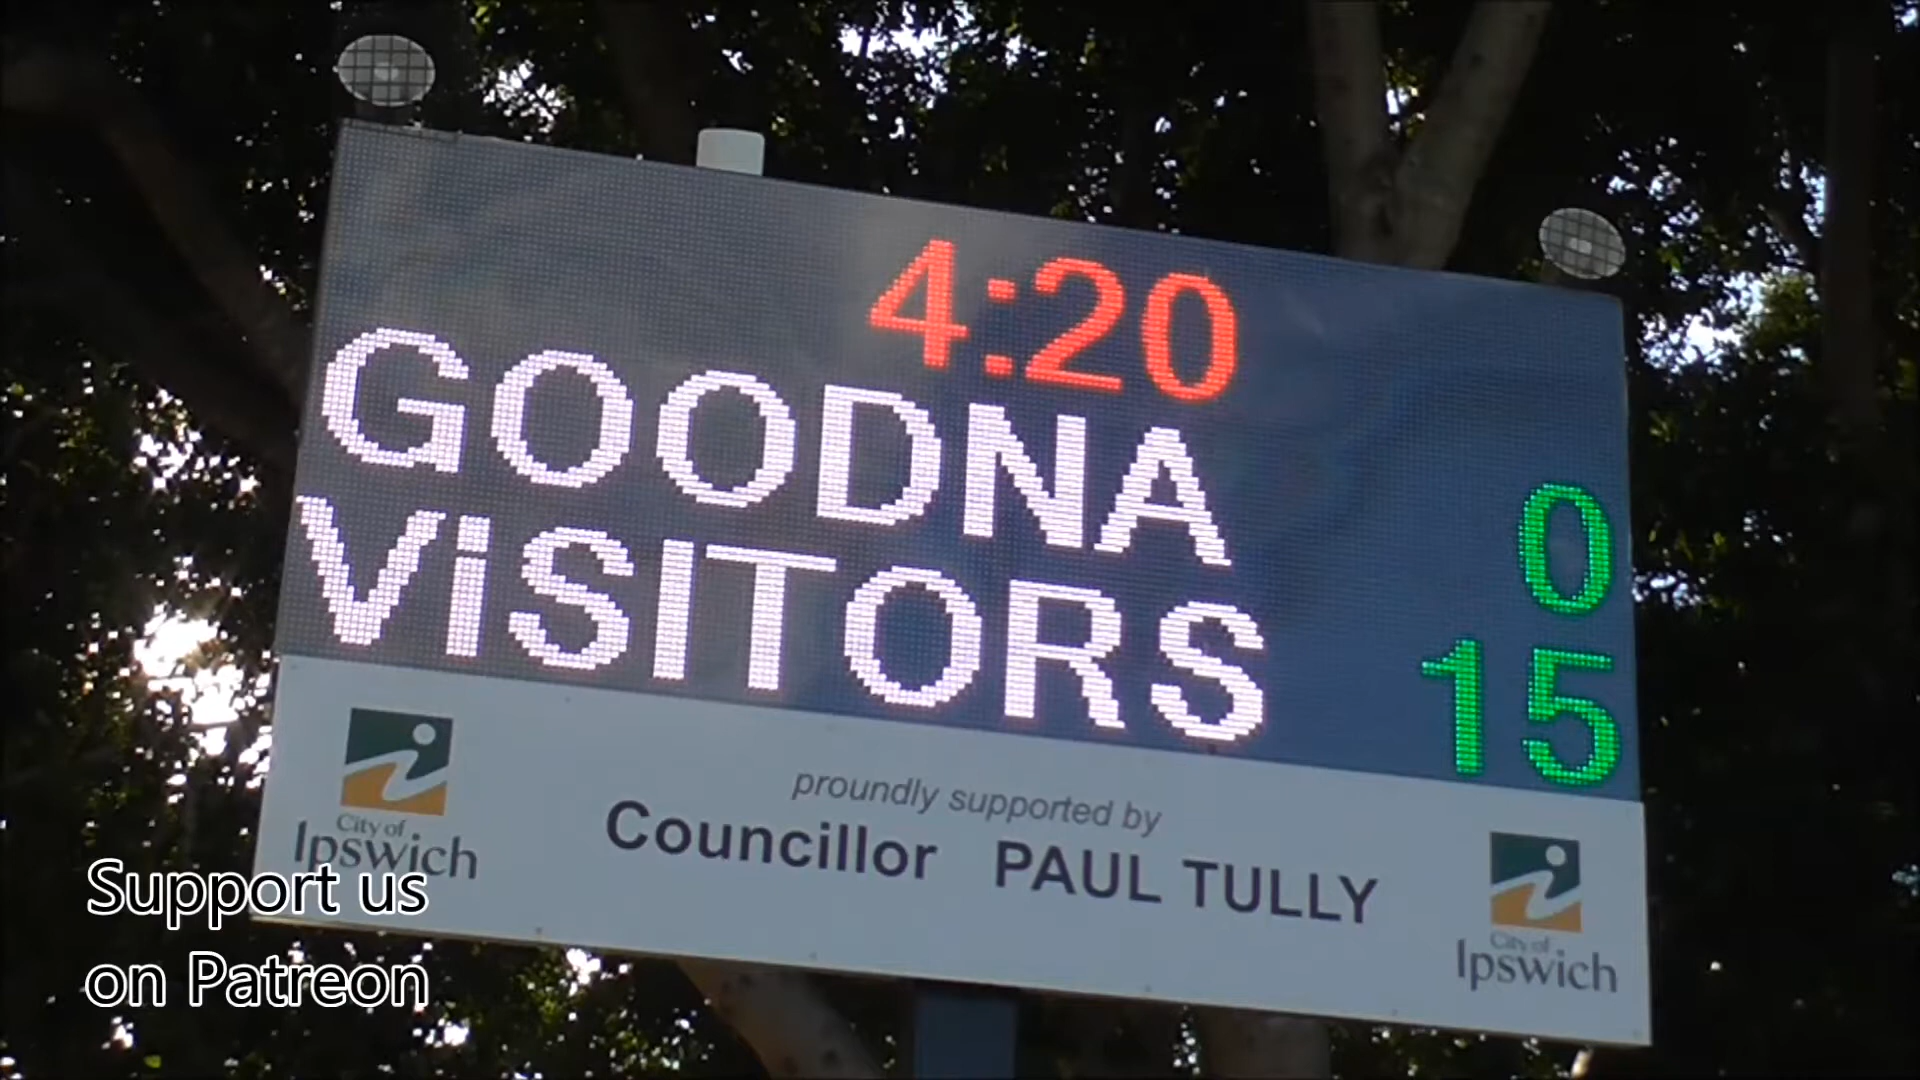 4:20
GOODNA 0
ViSITORS 15
proundly supported by
Councillor PAUL TULLY
City of
Ipswich
City of
Ipswich
Support us
on Patreon